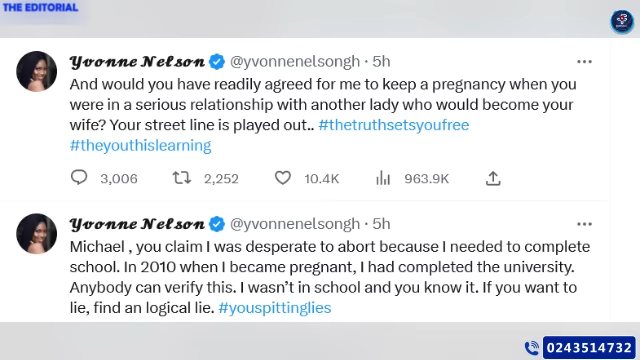 THE EDITORIAL
Yvonne Nelson @yvonnenelsongh · 5h
And would you have readily agreed for me to keep a pregnancy when you
were in a serious relationship with another lady who would become your
wife? Your street line is played out.. #thetruthsetsyoufree
#theyouthislearning
3,006 2,252 10.4K 963.9K
Yvonne Nelson @yvonnenelsongh · 5h
Michael , you claim I was desperate to abort because I needed to complete
school. In 2010 when I became pregnant, I had completed the university.
Anybody can verify this. I wasn't in school and you know it. If you want to
lie, find an logical lie. #youspittinglies
0243514732